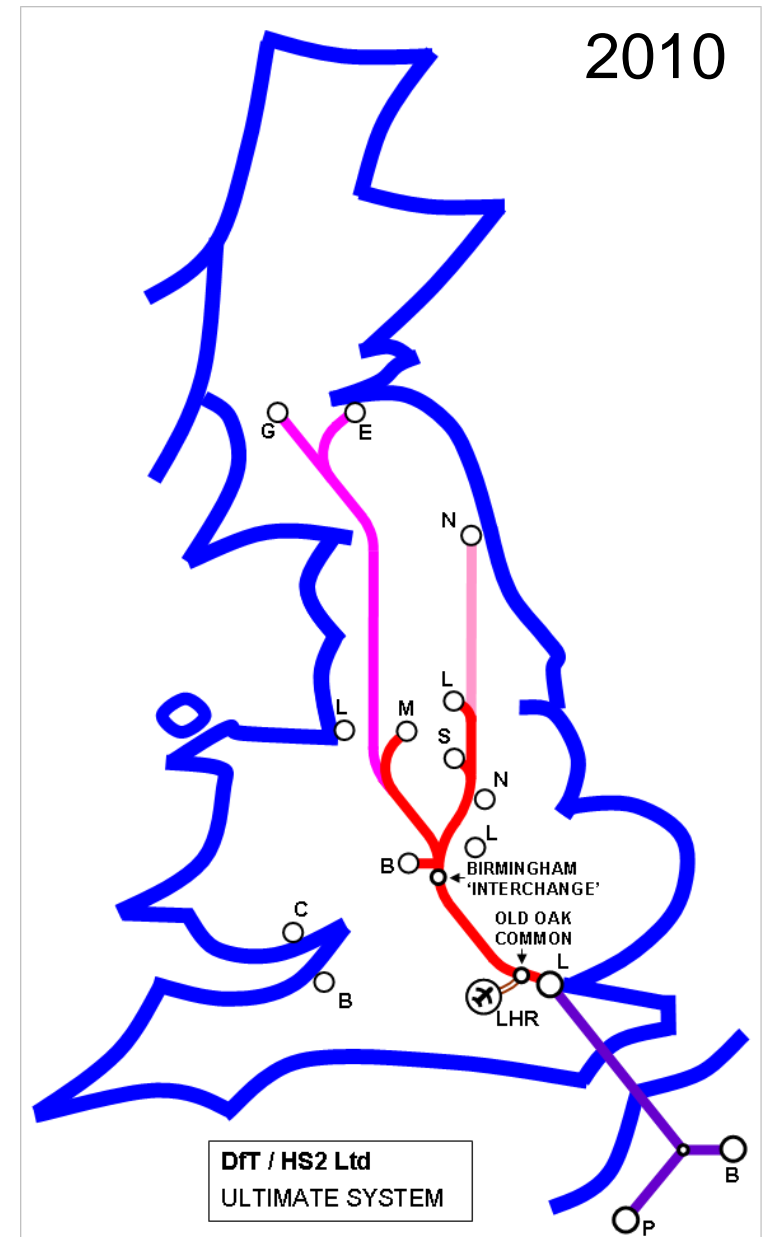 2010
G
E
N
L
L
M
S
N
L
B
BIRMINGHAM
‘INTERCHANGE’
C
OLD OAK
COMMON
L
B
LHR
DfT / HS2 Ltd
ULTIMATE SYSTEM
B
P